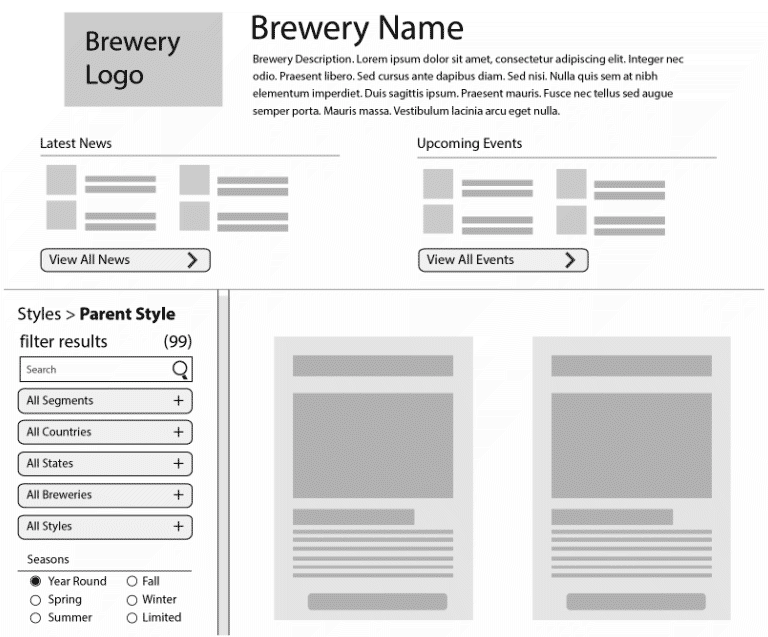 Brewery
Logo
Brewery Name
Brewery Description. Lorem ipsum dolor sit amet, consectetur adipiscing elit. Integer nec
odio. Praesent libero. Sed cursus ante dapibus diam. Sed nisi. Nulla quis sem at nibh
elementum imperdiet. Duis sagittis ipsum. Praesent mauris. Fusce nec tellus sed augue
semper porta. Mauris massa. Vestibulum lacinia arcu eget nulla.
Latest News
Upcoming Events
View All News
View All Events
Styles > Parent Style
filter results (99)
Search
All Segments +
All Countries +
All States +
All Breweries +
All Styles +
Seasons
Year Round
Fall
Spring
Winter
Summer
Limited